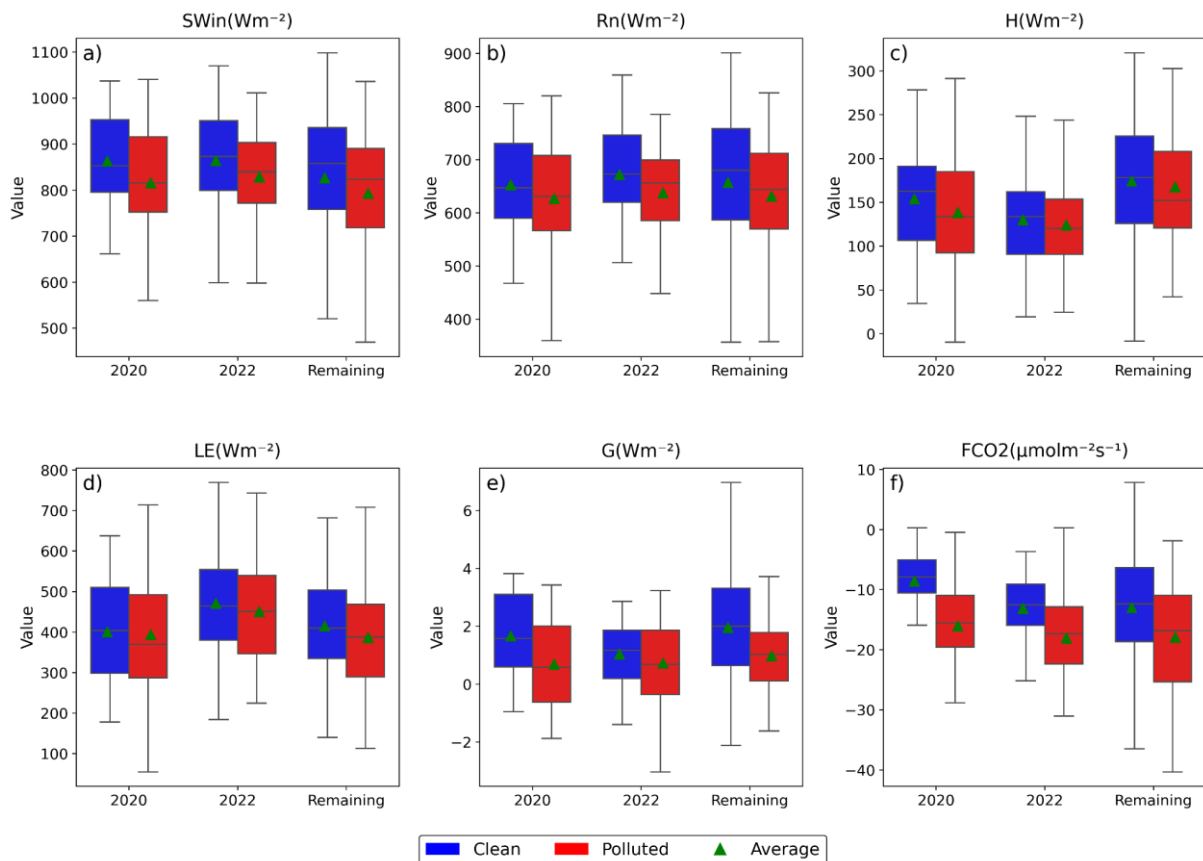 SWin(Wm⁻²)
a)
Value
1100
1000
900
800
700
600
500
2020
2022
Remaining
Rn(Wm⁻²)
b)
Value
900
800
700
600
500
400
2020
2022
Remaining
H(Wm⁻²)
c)
Value
300
250
200
150
100
50
0
2020
2022
Remaining
LE(Wm⁻²)
d)
Value
800
700
600
500
400
300
200
100
2020
2022
Remaining
G(Wm⁻²)
e)
Value
6
4
2
0
−2
2020
2022
Remaining
FCO2(μmolm⁻²s⁻¹)
f)
Value
10
0
−10
−20
−30
−40
2020
2022
Remaining
Clean
Polluted
Average